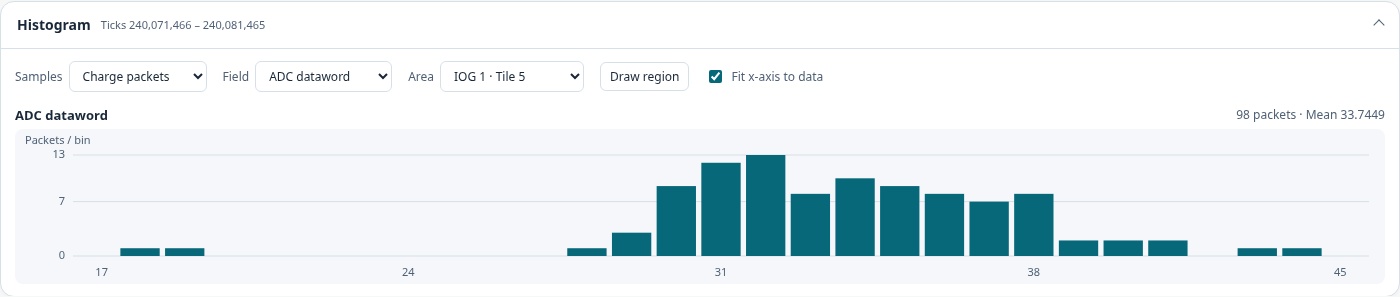 Histogram Ticks 240,071,466 – 240,081,465
Samples Charge packets Field ADC dataword Area IOG 1 · Tile 5 Draw region Fit x-axis to data
ADC dataword 98 packets · Mean 33.7449
Packets / bin
13
7
0
17 24 31 38 45